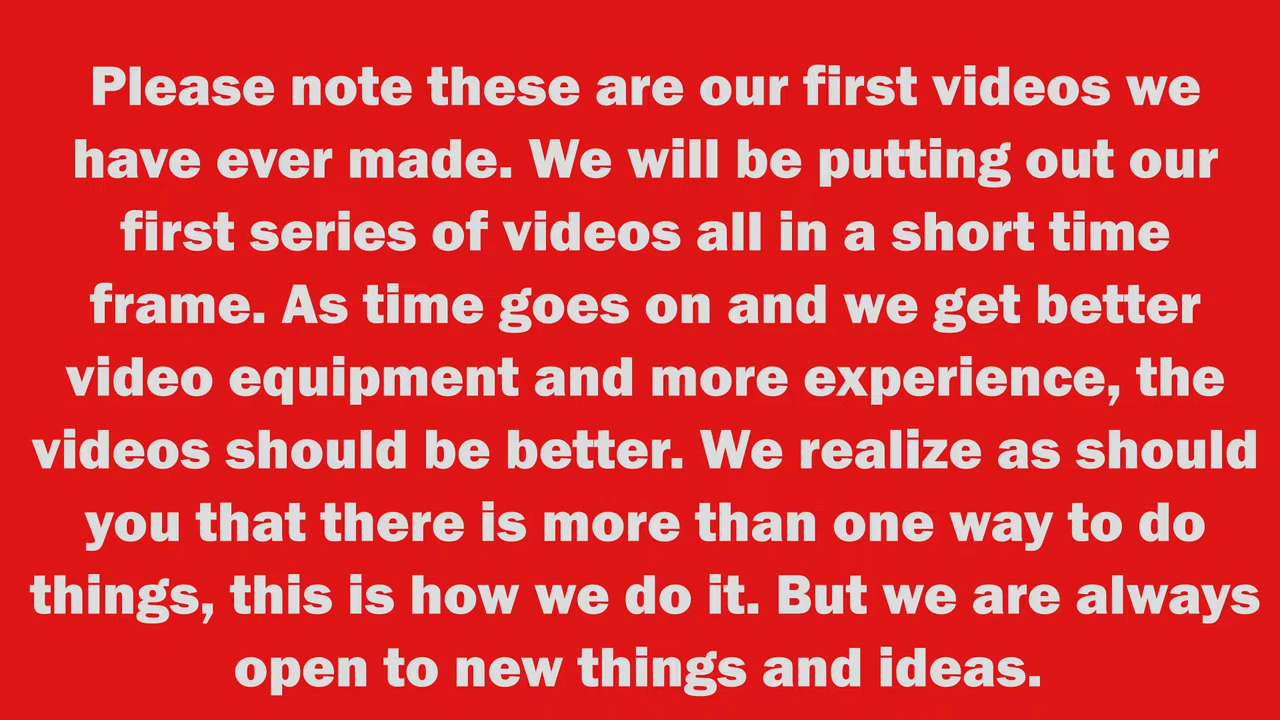 Please note these are our first videos we
have ever made. We will be putting out our
first series of videos all in a short time
frame. As time goes on and we get better
video equipment and more experience, the
videos should be better. We realize as should
you that there is more than one way to do
things, this is how we do it. But we are always
open to new things and ideas.